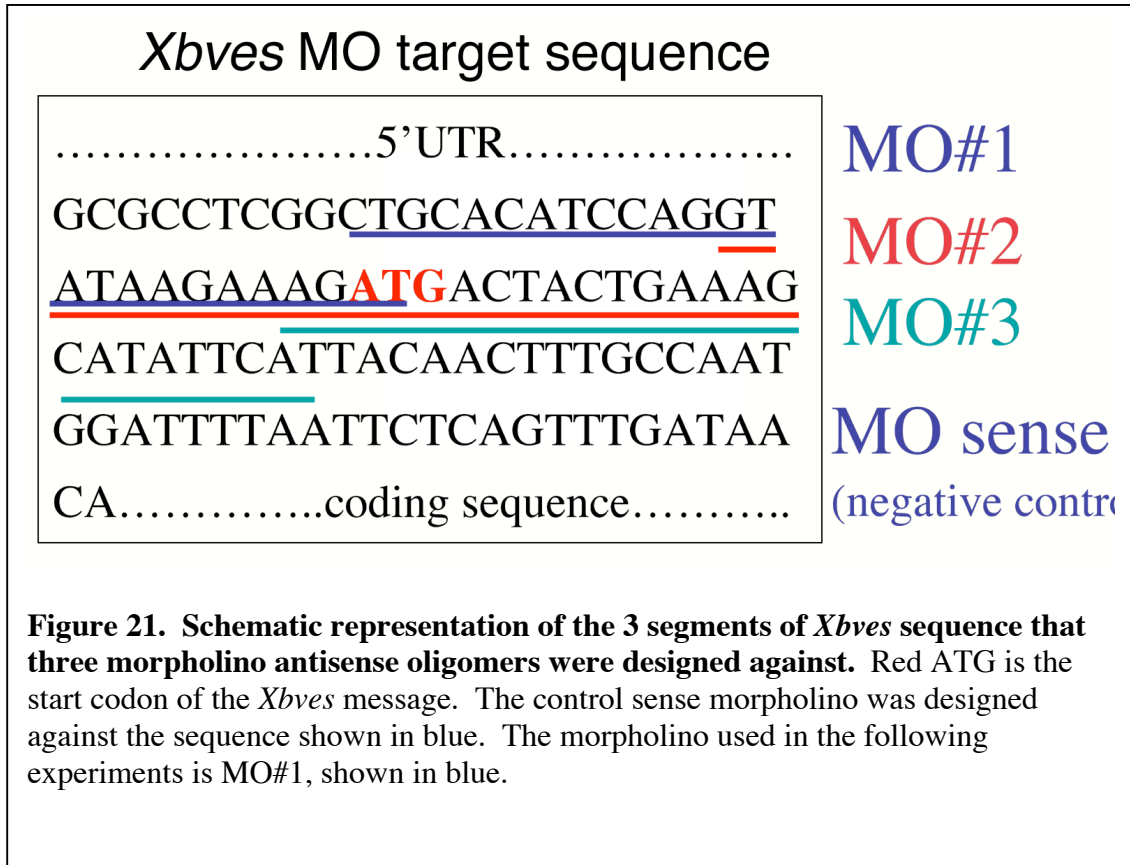 Xbves MO target sequence
…………………5'UTR………………..
GCGCCTCGGCTGCACATCCAGGT
ATAAGAAAGATGACTACTGAAAG
CATATTCATTACAACTTTGCCAAT
GGATTTTAATTCTCAGTTTGATAA
CA…………..coding sequence………..
MO#1
MO#2
MO#3
MO sense
(negative contro
Figure 21. Schematic representation of the 3 segments of Xbves sequence that
three morpholino antisense oligomers were designed against. Red ATG is the
start codon of the Xbves message. The control sense morpholino was designed
against the sequence shown in blue. The morpholino used in the following
experiments is MO#1, shown in blue.